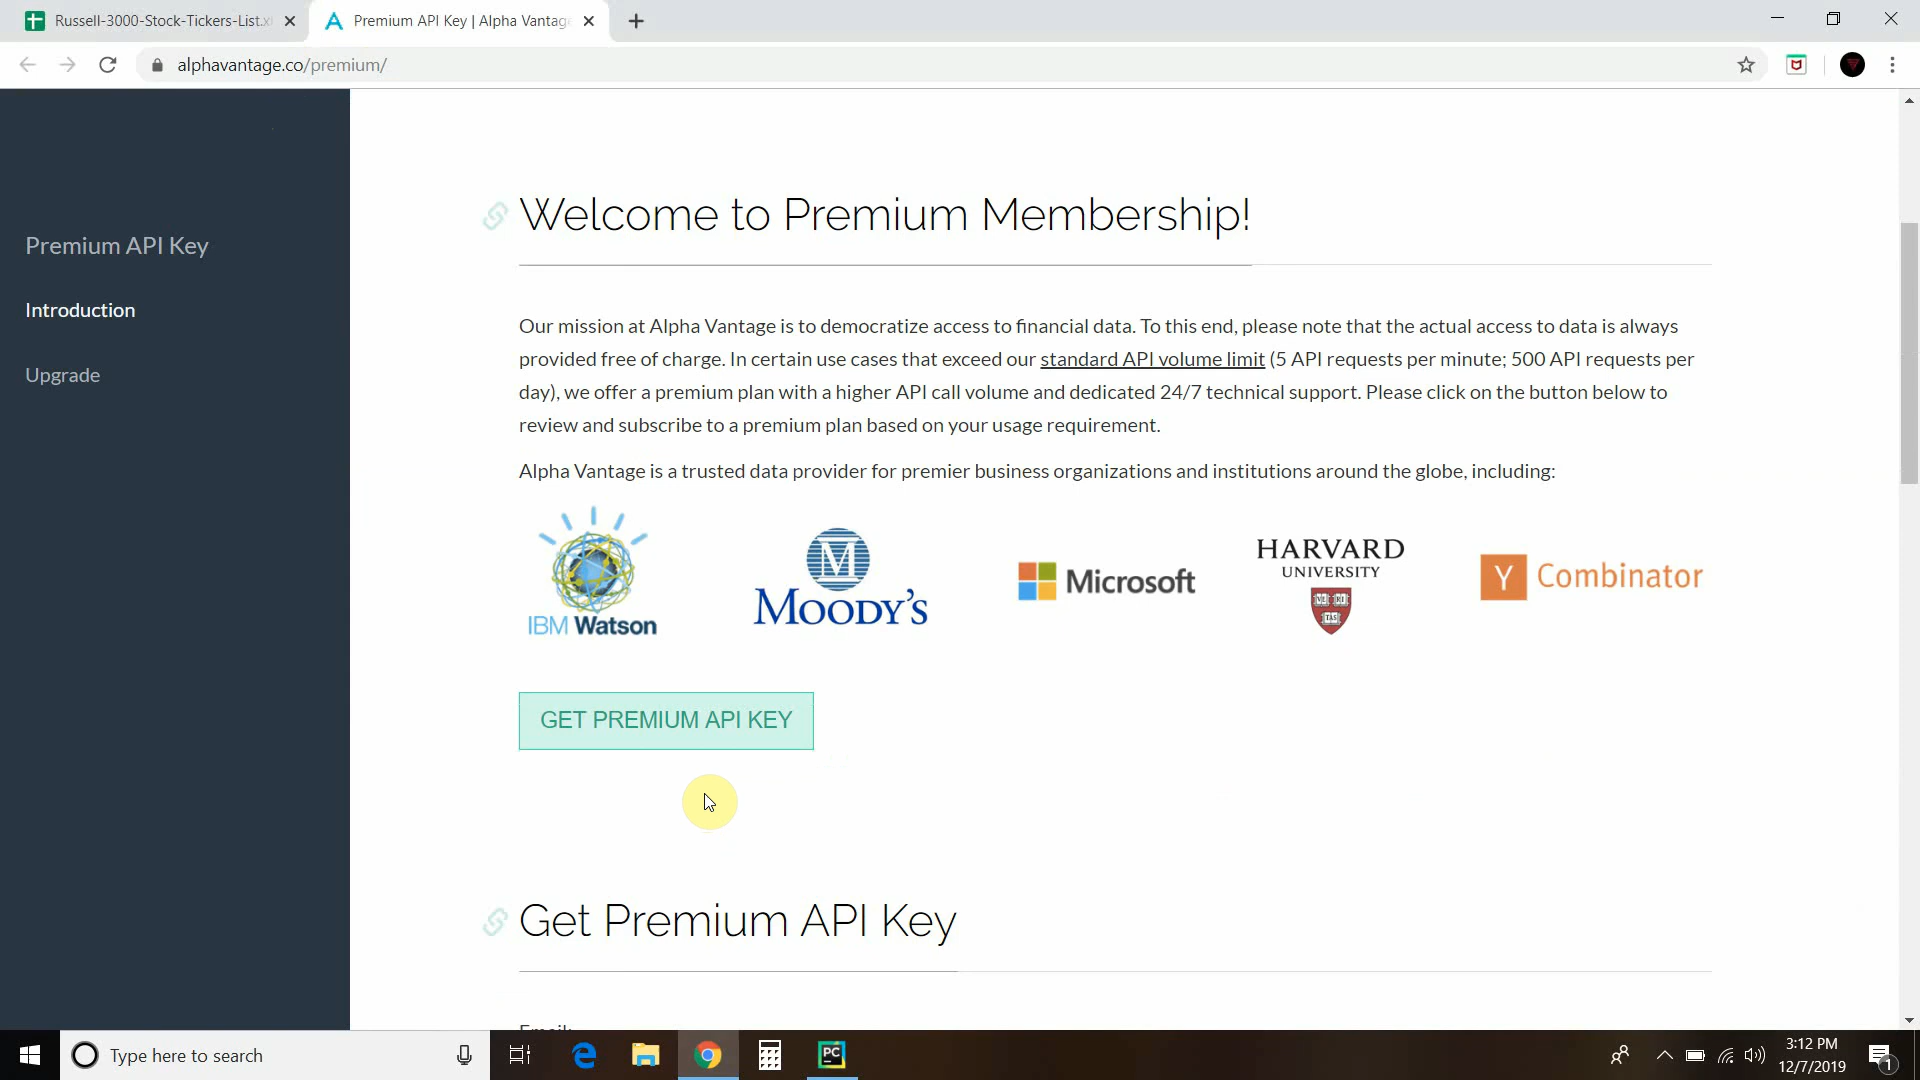 Russell-3000-Stock-Tickers-List.x
Premium API Key | Alpha Vantage
alphavantage.co/premium/
Premium API Key
Introduction
Upgrade
Welcome to Premium Membership!
Our mission at Alpha Vantage is to democratize access to financial data. To this end, please note that the actual access to data is always
provided free of charge. In certain use cases that exceed our standard API volume limit (5 API requests per minute; 500 API requests per
day), we offer a premium plan with a higher API call volume and dedicated 24/7 technical support. Please click on the button below to
review and subscribe to a premium plan based on your usage requirement.
Alpha Vantage is a trusted data provider for premier business organizations and institutions around the globe, including:
IBM Watson
M
MOODY'S
Microsoft
HARVARD
UNIVERSITY
VE RI
TAS
Y Combinator
GET PREMIUM API KEY
Get Premium API Key
Email:
Type here to search
PC
3:12 PM
12/7/2019
1